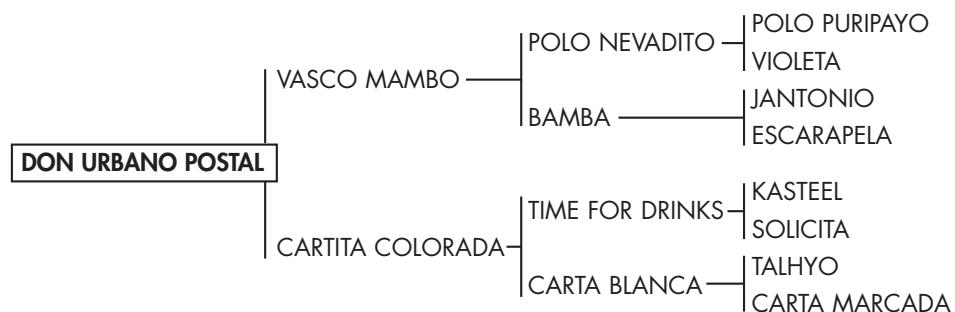 POLO PURIPAYO
POLO NEVADITO
VIOLETA
VASCO MAMBO
JANTONIO
BAMBA
ESCARAPELA
DON URBANO POSTAL
KASTEEL
TIME FOR DRINKS
SOLICITA
CARTITA COLORADA
TALHYO
CARTA BLANCA
CARTA MARCADA